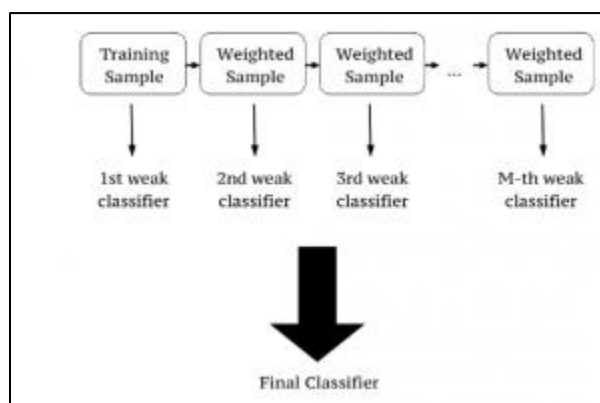 Training Sample
Weighted Sample
Weighted Sample
...
Weighted Sample
1st weak classifier
2nd weak classifier
3rd weak classifier
M-th weak classifier
Final Classifier